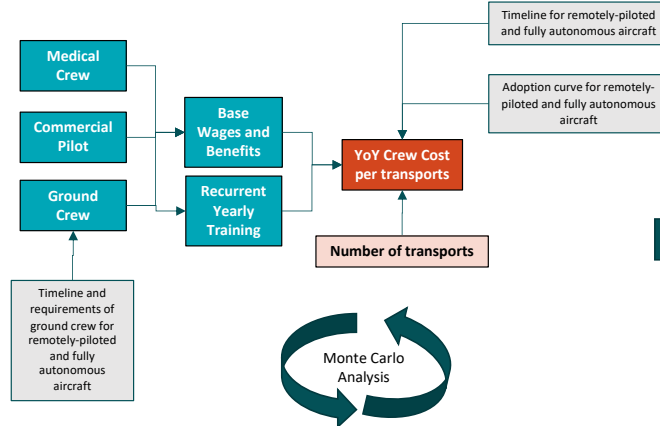 Timeline for remotely-piloted
and fully autonomous aircraft
Medical
Crew
Adoption curve for remotely-
piloted and fully autonomous
aircraft
Commercial
Pilot
Base
Wages and
Benefits
YoY Crew Cost
per transports
Ground
Crew
Recurrent
Yearly
Training
Number of transports
Timeline and
requirements of
ground crew for
remotely-piloted
and fully
autonomous
aircraft
Monte Carlo
Analysis